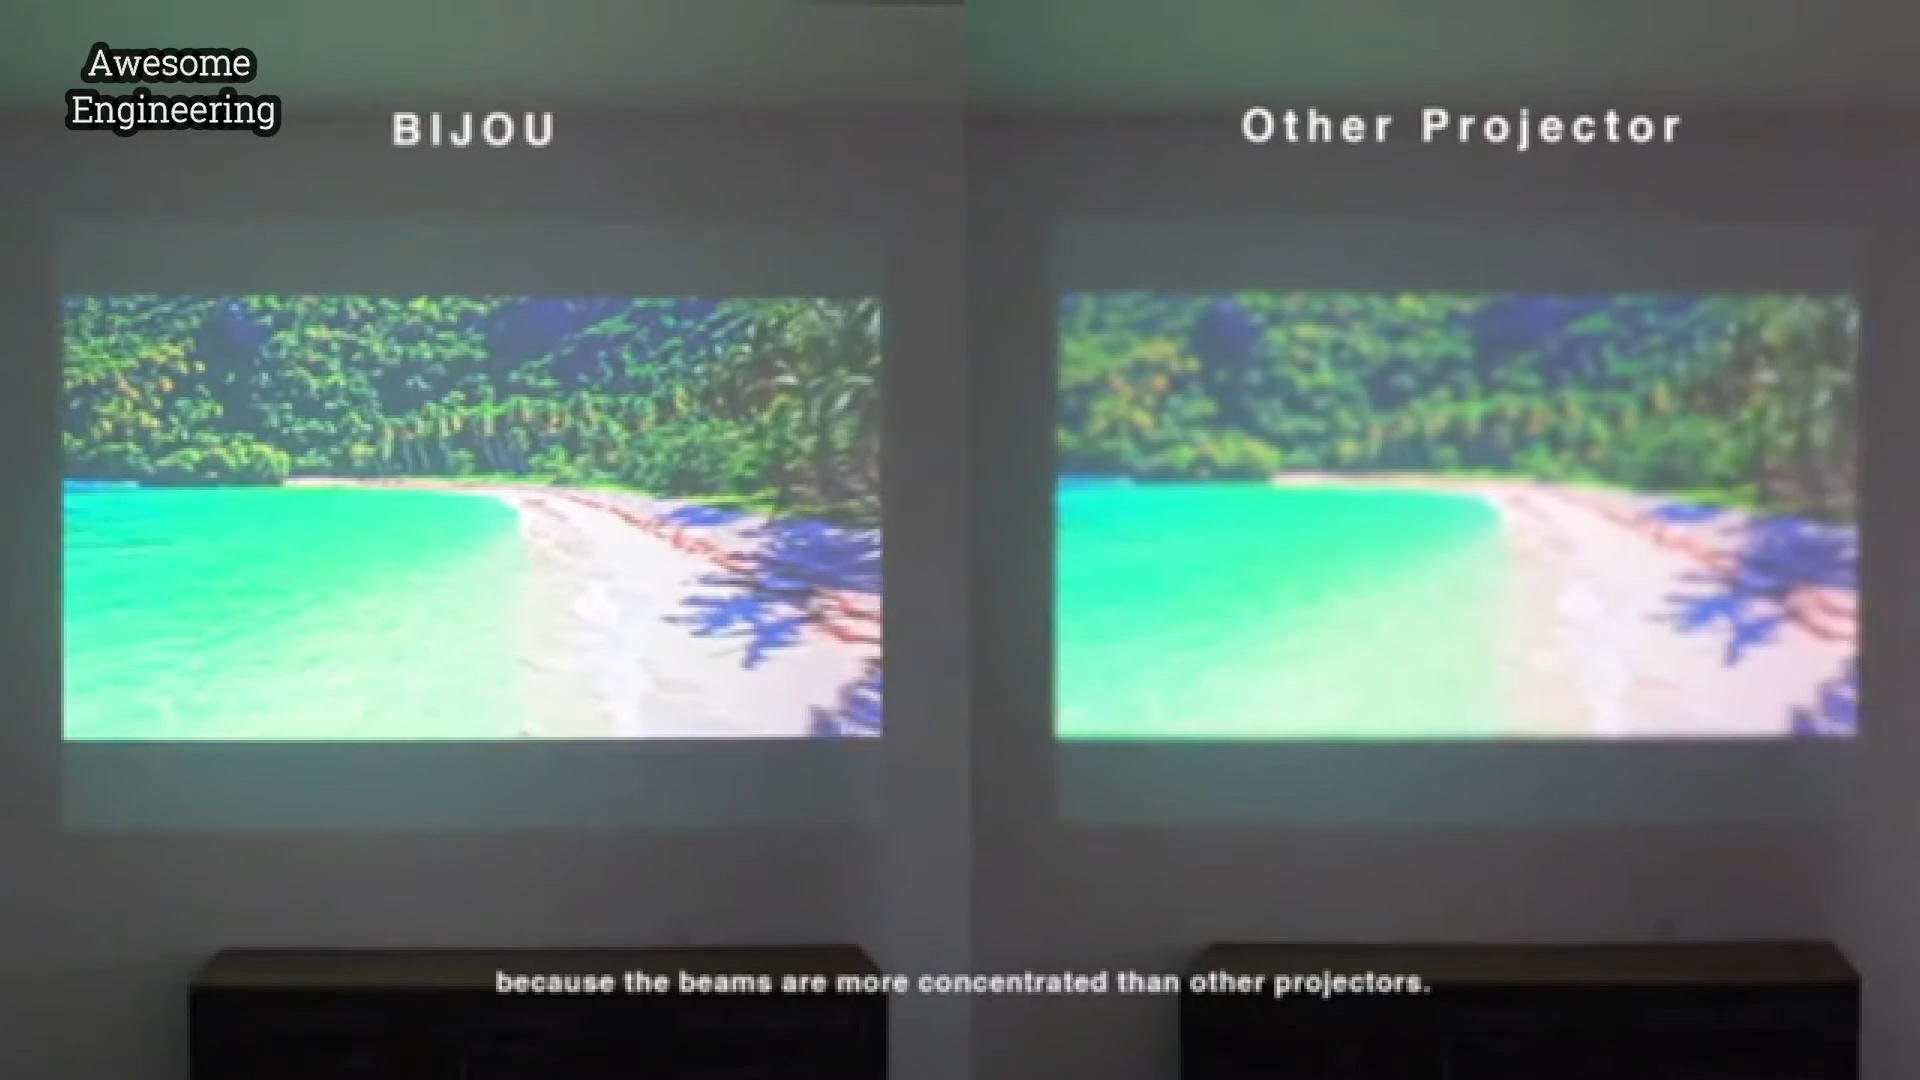 Awesome
Engineering
BIJOU
Other Projector
because the beams are more concentrated than other projectors.